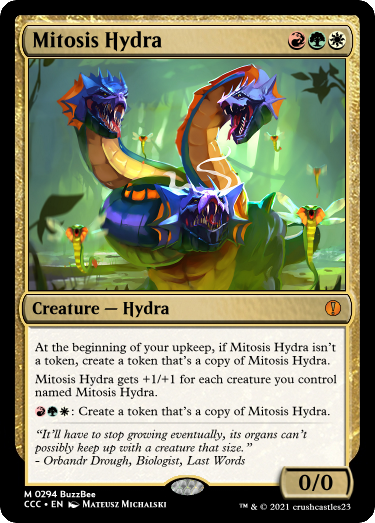 Mitosis Hydra
Creature — Hydra
At the beginning of your upkeep, if Mitosis Hydra isn't
a token, create a token that's a copy of Mitosis Hydra.
Mitosis Hydra gets +1/+1 for each creature you control
named Mitosis Hydra.
: Create a token that's a copy of Mitosis Hydra.
“It'll have to stop growing eventually, its organs can't
possibly keep up with a creature that size.”
- Orbandr Drough, Biologist, Last Words
0/0
M 0294 BuzzBee
CCC • EN Mateusz Michalski
™ & © 2021 crushcastles23